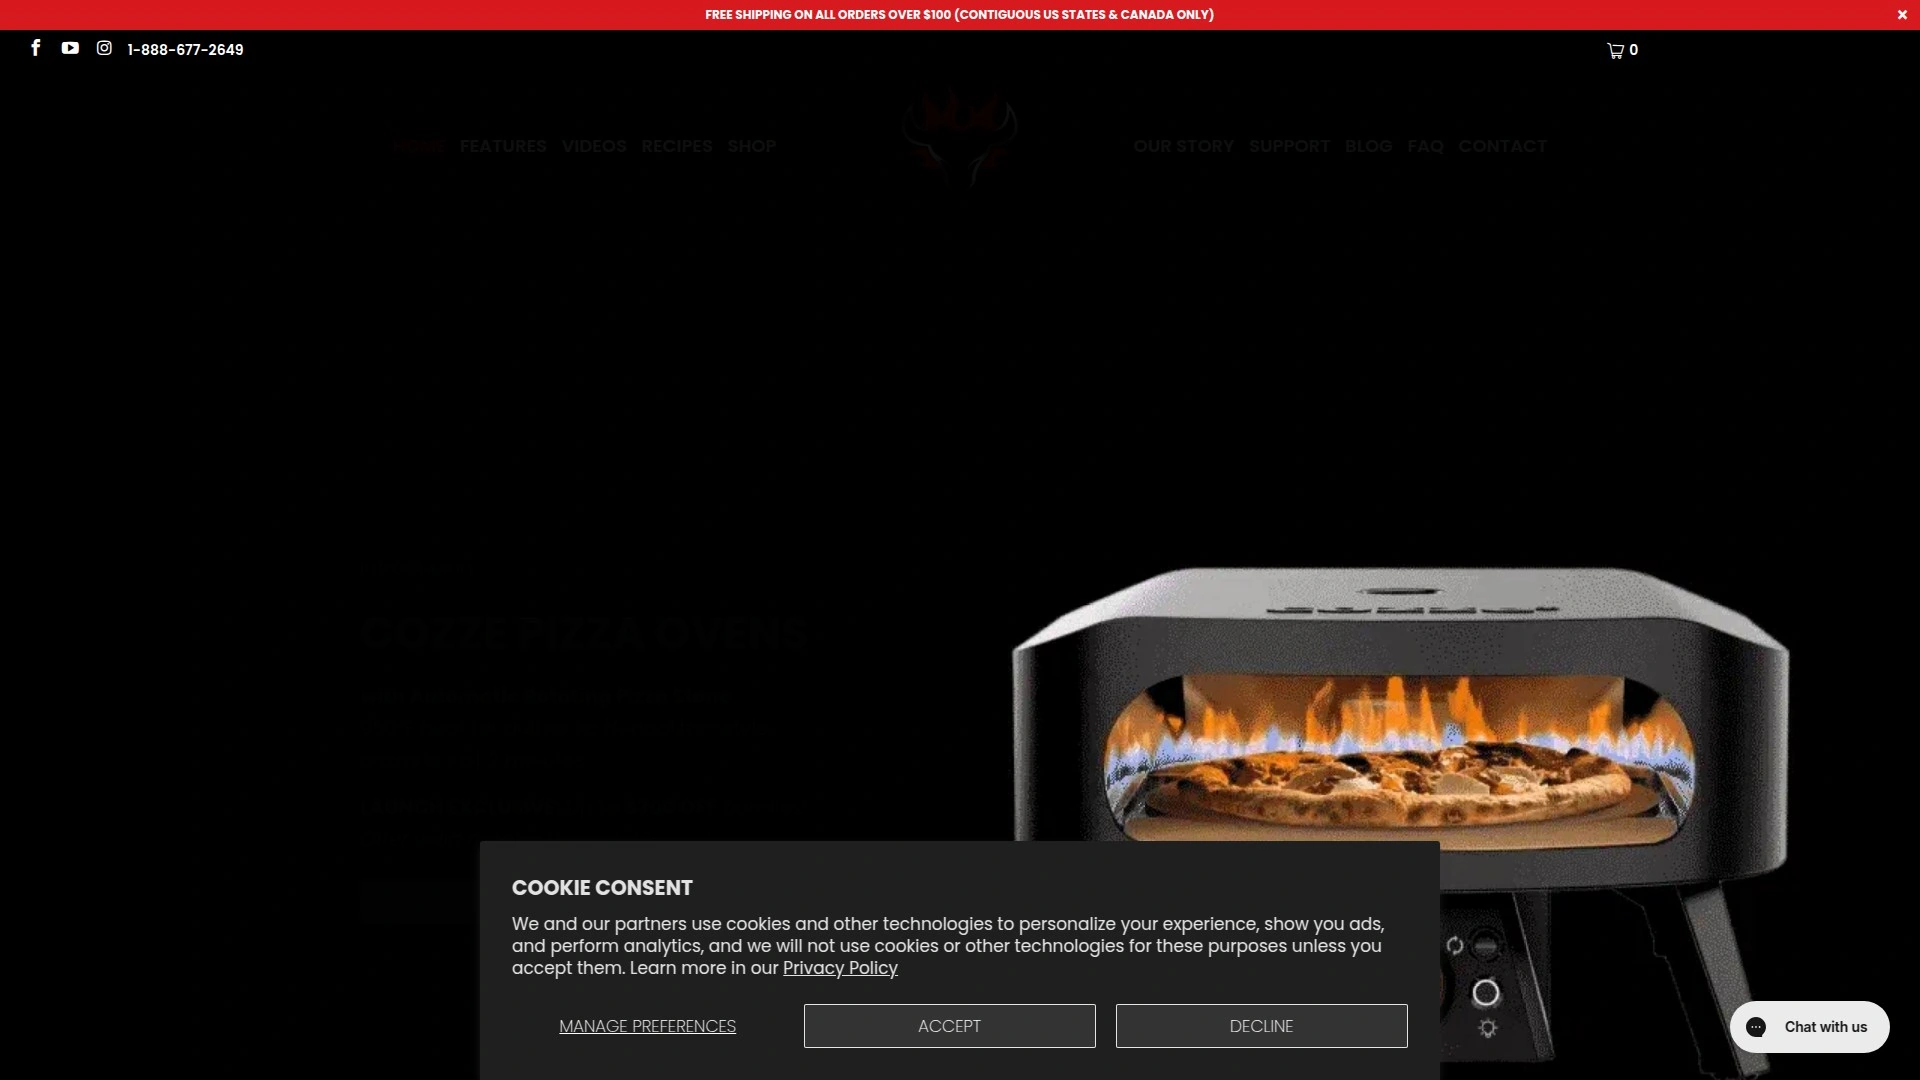 FREE SHIPPING ON ALL ORDERS OVER $100 (CONTIGUOUS US STATES & CANADA ONLY)
1-888-677-2649
0
HOME FEATURES VIDEOS RECIPES SHOP
OUR STORY SUPPORT BLOG FAQ CONTACT
COZZE PIZZA OVENS
COOKIE CONSENT
We and our partners use cookies and other technologies to personalize your experience, show you ads,
and perform analytics, and we will not use cookies or other technologies for these purposes unless you
accept them. Learn more in our Privacy Policy
MANAGE PREFERENCES
ACCEPT
DECLINE
Chat with us